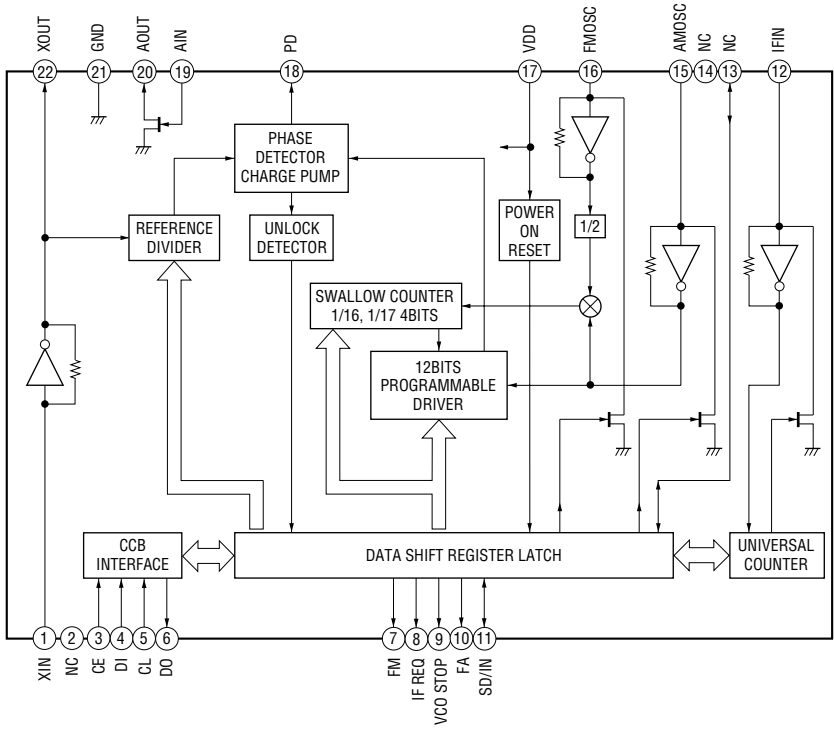 XOUT
GND
AOUT
AIN
PD
VDD
FMOSC
AMOSC
NC
NC
IFIN
22
21
20
19
18
17
16
15
14
13
12
PHASE
DETECTOR
CHARGE PUMP
REFERENCE
DIVIDER
UNLOCK
DETECTOR
POWER
ON
RESET
1/2
SWALLOW COUNTER
1/16, 1/17 4BITS
12BITS
PROGRAMMABLE
DRIVER
CCB
INTERFACE
DATA SHIFT REGISTER LATCH
UNIVERSAL
COUNTER
1
2
3
4
5
6
7
8
9
10
11
XIN
NC
CE
DI
CL
DO
FM
IF REQ
VCO STOP
FA
SD/IN